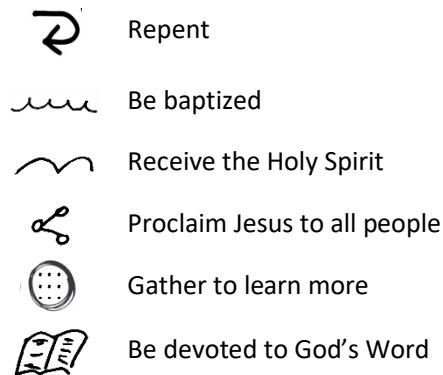 Repent
Be baptized
Receive the Holy Spirit
Proclaim Jesus to all people
Gather to learn more
Be devoted to God’s Word